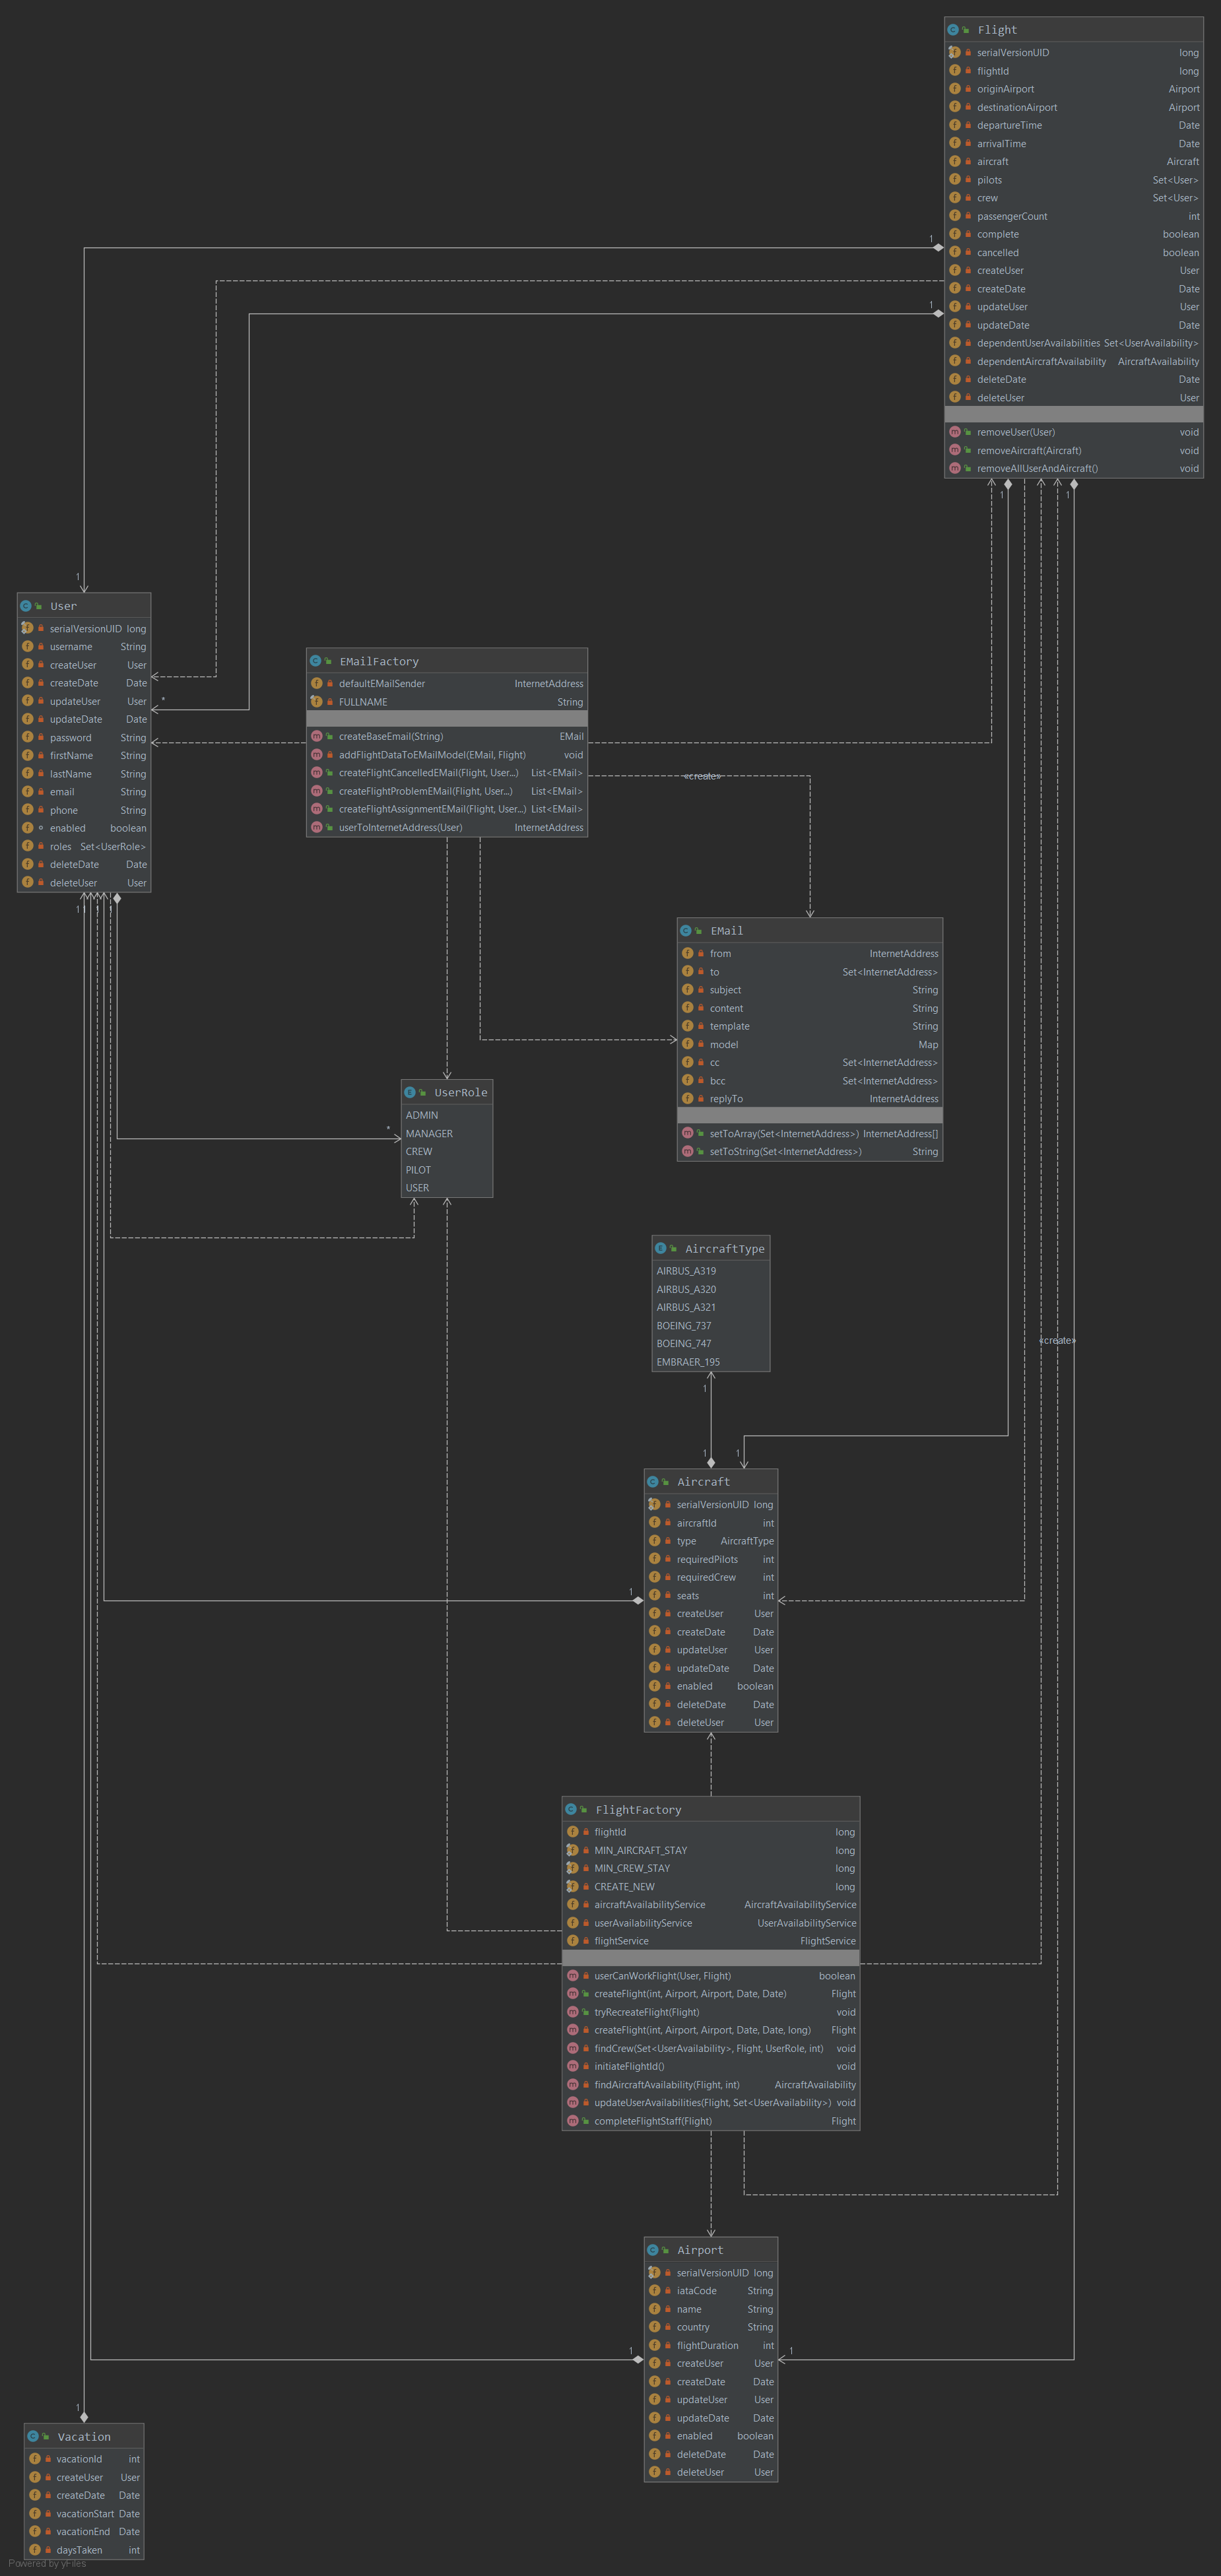 Flight
serialVersionUID long
flightId long
originAirport Airport
destinationAirport Airport
departureTime Date
arrivalTime Date
aircraft Aircraft
pilots Set<User>
crew Set<User>
passengerCount int
complete boolean
cancelled boolean
createUser User
createDate Date
updateUser User
updateDate Date
dependentUserAvailabilities Set<UserAvailability>
dependentAircraftAvailability AircraftAvailability
deleteDate Date
deleteUser User
removeUser(User) void
removeAircraft(Aircraft) void
removeAllUserAndAircraft() void
1
1
1
1
1
User
serialVersionUID long
username String
createUser User
createDate Date
updateUser User
updateDate Date
password String
firstName String
lastName String
email String
phone String
enabled boolean
roles Set<UserRole>
deleteDate Date
deleteUser User
*
1
EMailFactory
defaultEMailSender InternetAddress
FULLNAME String
createBaseEmail(String) EMail
addFlightDataToEMailModel(EMail, Flight) void
createFlightCancelledEMail(Flight, User...) List<EMail>
createFlightProblemEMail(Flight, User...) List<EMail>
createFlightAssignmentEMail(Flight, User...) List<EMail>
userToInternetAddress(User) InternetAddress
«create»
EMail
from InternetAddress
to Set<InternetAddress>
subject String
content String
template String
model Map
cc Set<InternetAddress>
bcc Set<InternetAddress>
replyTo InternetAddress
setToArray(Set<InternetAddress>) InternetAddress[]
setToString(Set<InternetAddress>) String
*
UserRole
ADMIN
MANAGER
CREW
PILOT
USER
AircraftType
AIRBUS_A319
AIRBUS_A320
AIRBUS_A321
BOEING_737
BOEING_747
EMBRAER_195
«create»
1
1
1
Aircraft
serialVersionUID long
aircraftId int
type AircraftType
requiredPilots int
requiredCrew int
seats int
createUser User
createDate Date
updateUser User
updateDate Date
enabled boolean
deleteDate Date
deleteUser User
1
FlightFactory
flightId long
MIN_AIRCRAFT_STAY long
MIN_CREW_STAY long
CREATE_NEW long
aircraftAvailabilityService AircraftAvailabilityService
userAvailabilityService UserAvailabilityService
flightService FlightService
userCanWorkFlight(User, Flight) boolean
createFlight(int, Airport, Airport, Date, Date) Flight
tryRecreateFlight(Flight) void
createFlight(int, Airport, Airport, Date, Date, long) Flight
findCrew(Set<UserAvailability>, Flight, UserRole, int) void
initiateFlightId() void
findAircraftAvailability(Flight, int) AircraftAvailability
updateUserAvailabilities(Flight, Set<UserAvailability>) void
completeFlightStaff(Flight) Flight
Airport
serialVersionUID long
iataCode String
name String
country String
flightDuration int
createUser User
createDate Date
updateUser User
updateDate Date
enabled boolean
deleteDate Date
deleteUser User
1
1
1
Vacation
vacationId int
createUser User
createDate Date
vacationStart Date
vacationEnd Date
daysTaken int
Powered by yFiles